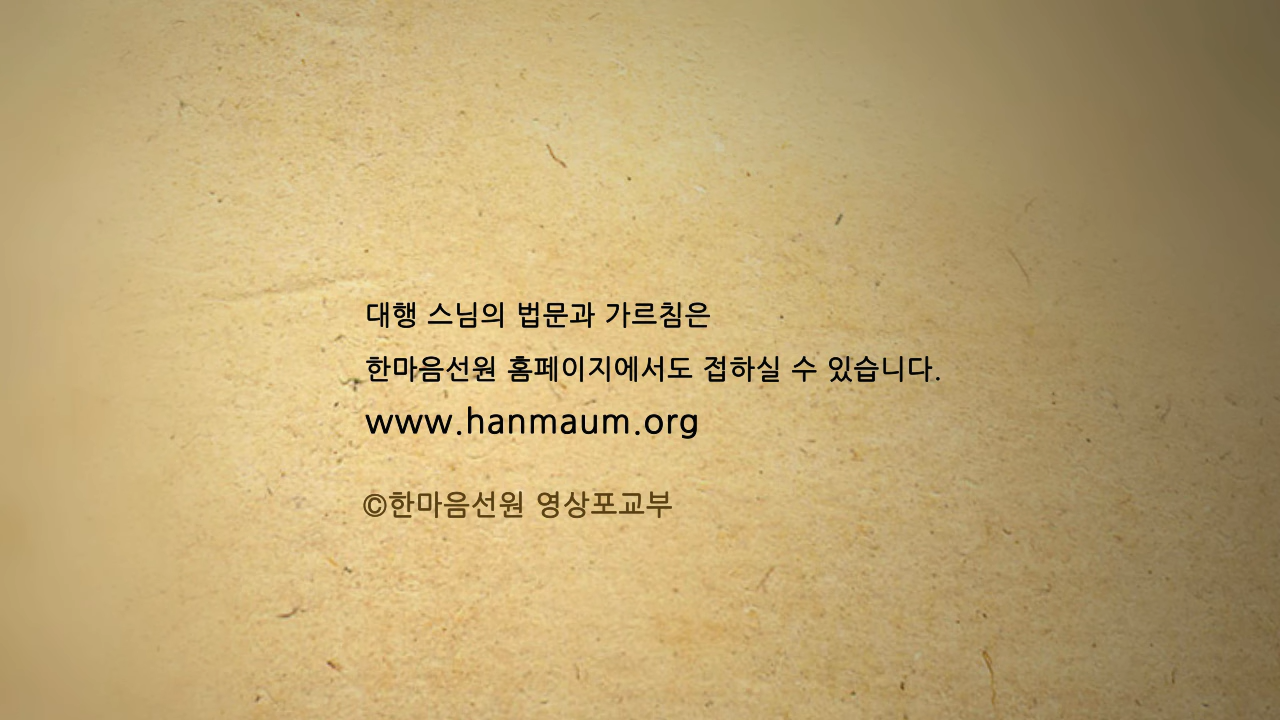 대행 스님의 법문과 가르침은
한마음선원 홈페이지에서도 접하실 수 있습니다.
www.hanmaum.org
©한마음선원 영상포교부